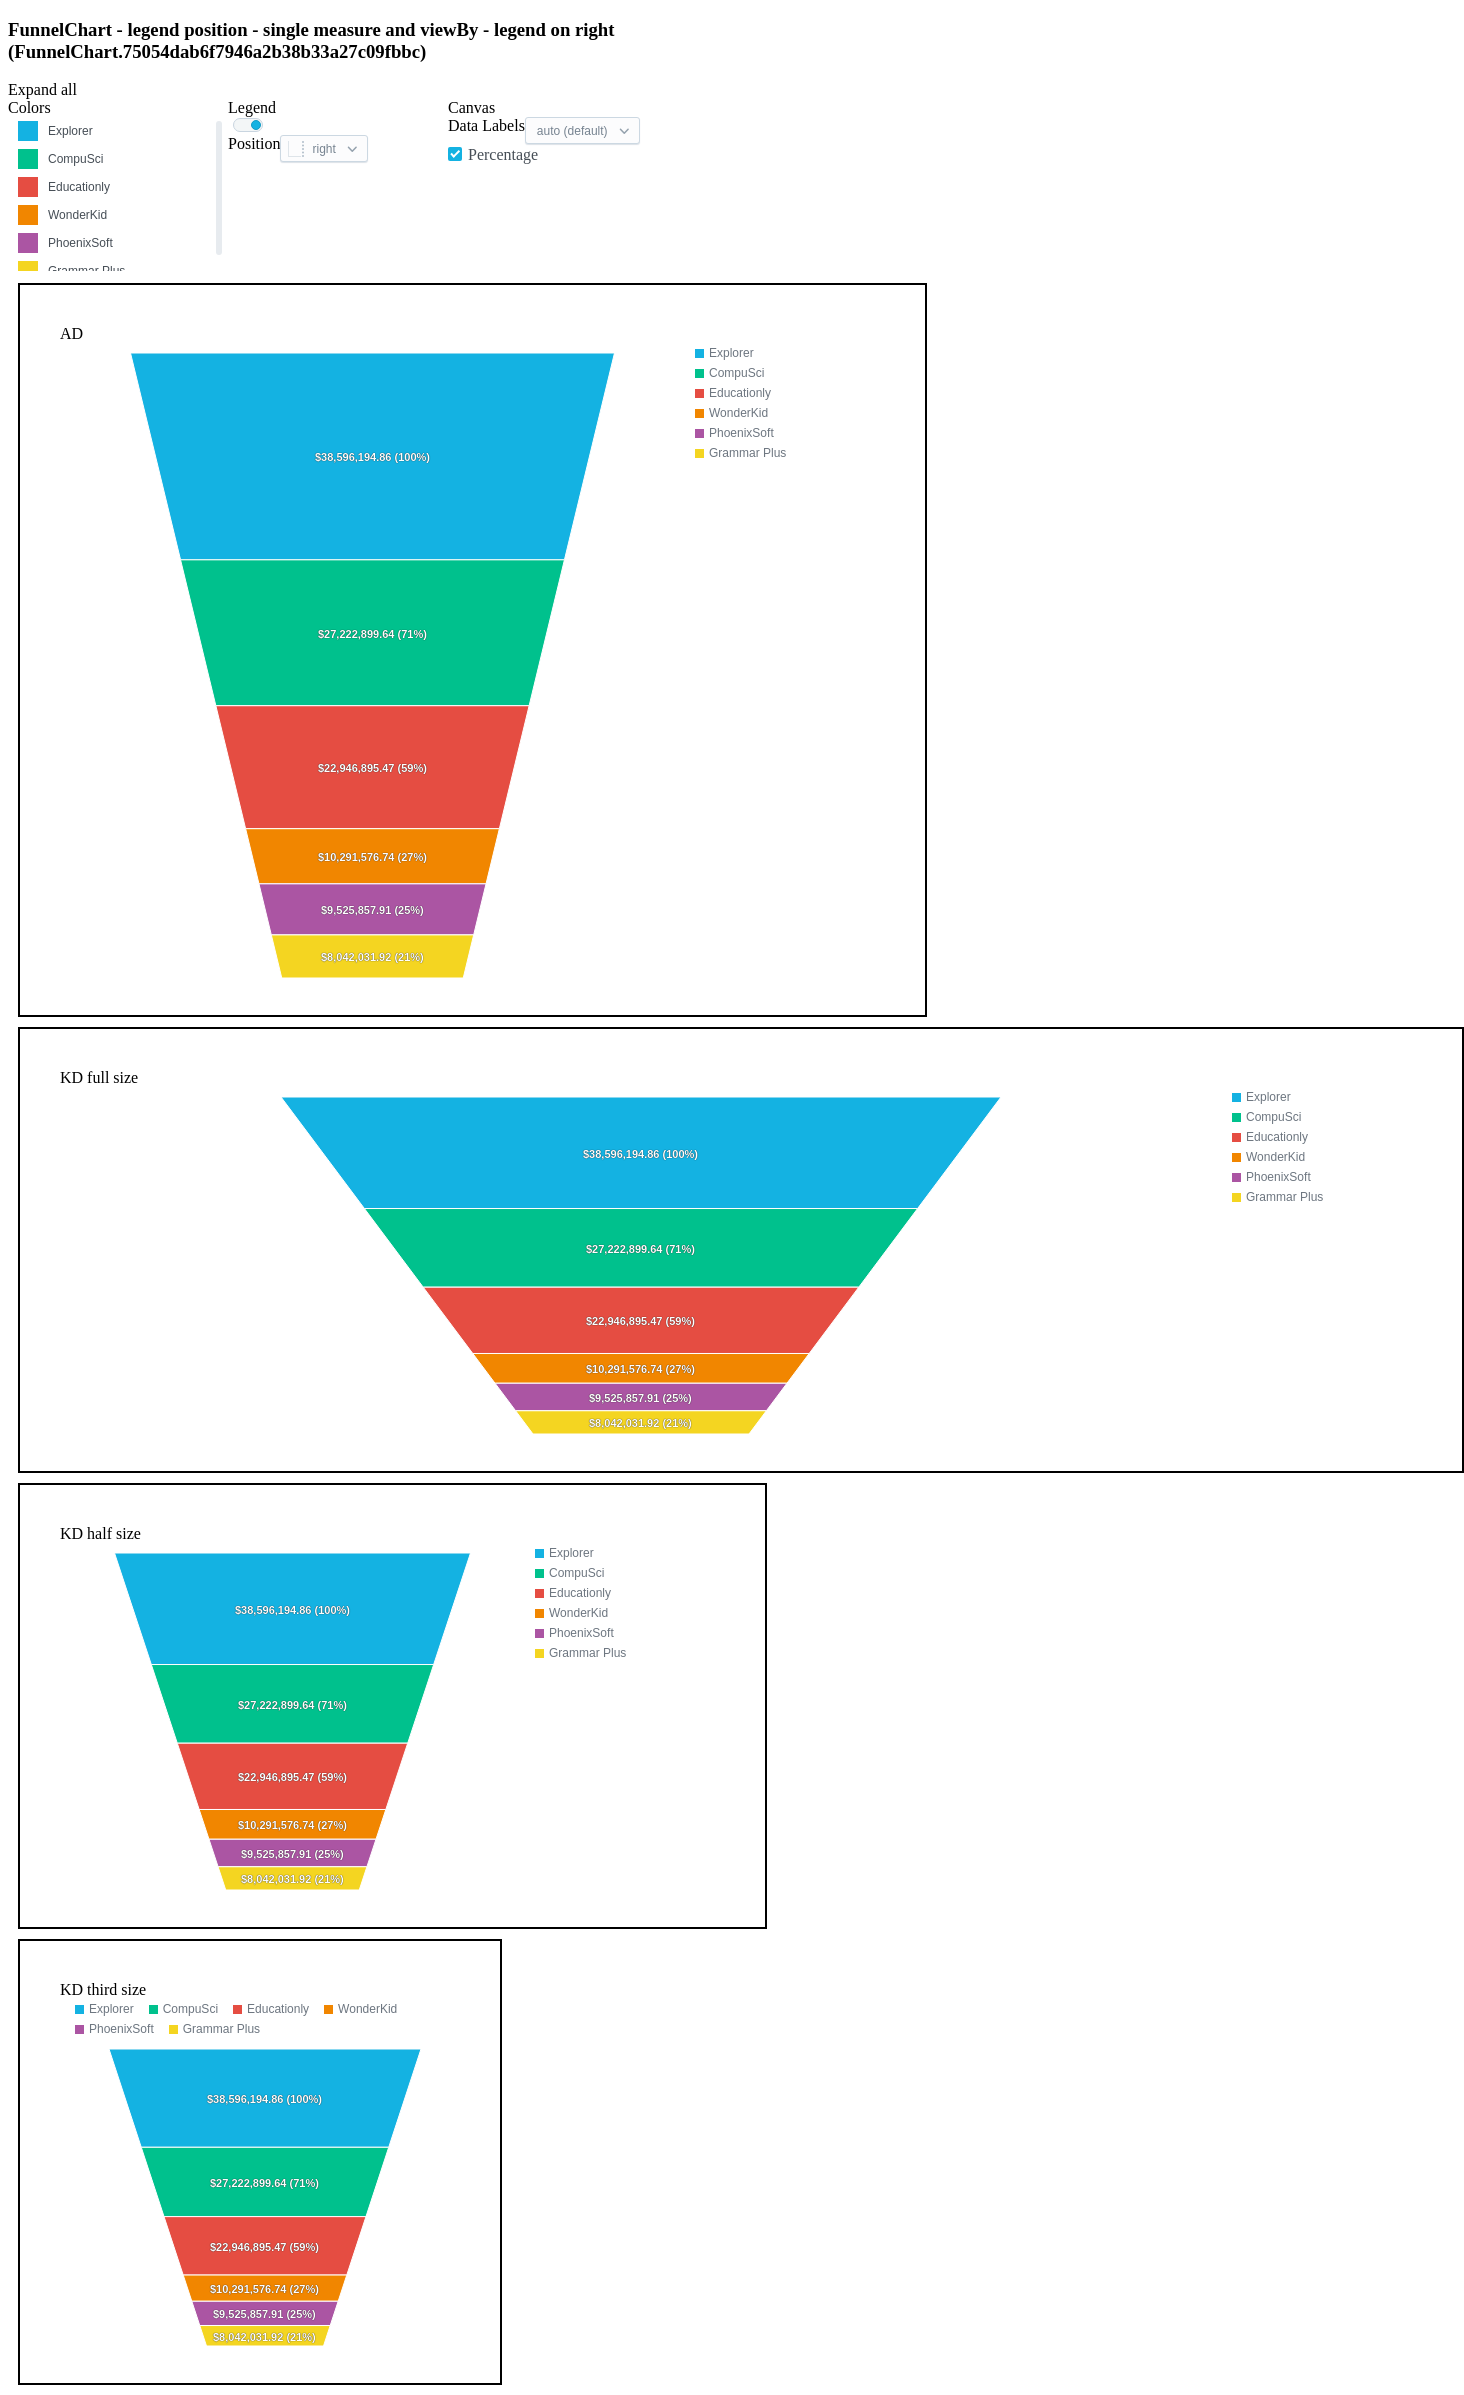 FunnelChart - legend position - single measure and viewBy - legend on right
(FunnelChart.75054dab6f7946a2b38b33a27c09fbbc)
Expand all
Colors
Explorer
CompuSci
Educationly
WonderKid
PhoenixSoft
Grammar Plus
Legend
Position
right
Canvas
Data Labels
auto (default)
Percentage
AD
$38,596,194.86 (100%)
$27,222,899.64 (71%)
$22,946,895.47 (59%)
$10,291,576.74 (27%)
$9,525,857.91 (25%)
$8,042,031.92 (21%)
Explorer
CompuSci
Educationly
WonderKid
PhoenixSoft
Grammar Plus
KD full size
$38,596,194.86 (100%)
$27,222,899.64 (71%)
$22,946,895.47 (59%)
$10,291,576.74 (27%)
$9,525,857.91 (25%)
$8,042,031.92 (21%)
Explorer
CompuSci
Educationly
WonderKid
PhoenixSoft
Grammar Plus
KD half size
$38,596,194.86 (100%)
$27,222,899.64 (71%)
$22,946,895.47 (59%)
$10,291,576.74 (27%)
$9,525,857.91 (25%)
$8,042,031.92 (21%)
Explorer
CompuSci
Educationly
WonderKid
PhoenixSoft
Grammar Plus
KD third size
Explorer CompuSci Educationly WonderKid
PhoenixSoft Grammar Plus
$38,596,194.86 (100%)
$27,222,899.64 (71%)
$22,946,895.47 (59%)
$10,291,576.74 (27%)
$9,525,857.91 (25%)
$8,042,031.92 (21%)